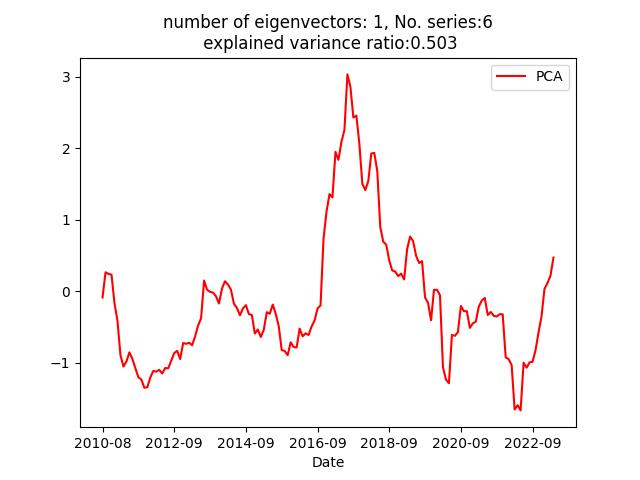 number of eigenvectors: 1, No. series:6
explained variance ratio:0.503
PCA
3
2
1
0
−1
2010-08 2012-09 2014-09 2016-09 2018-09 2020-09 2022-09
Date